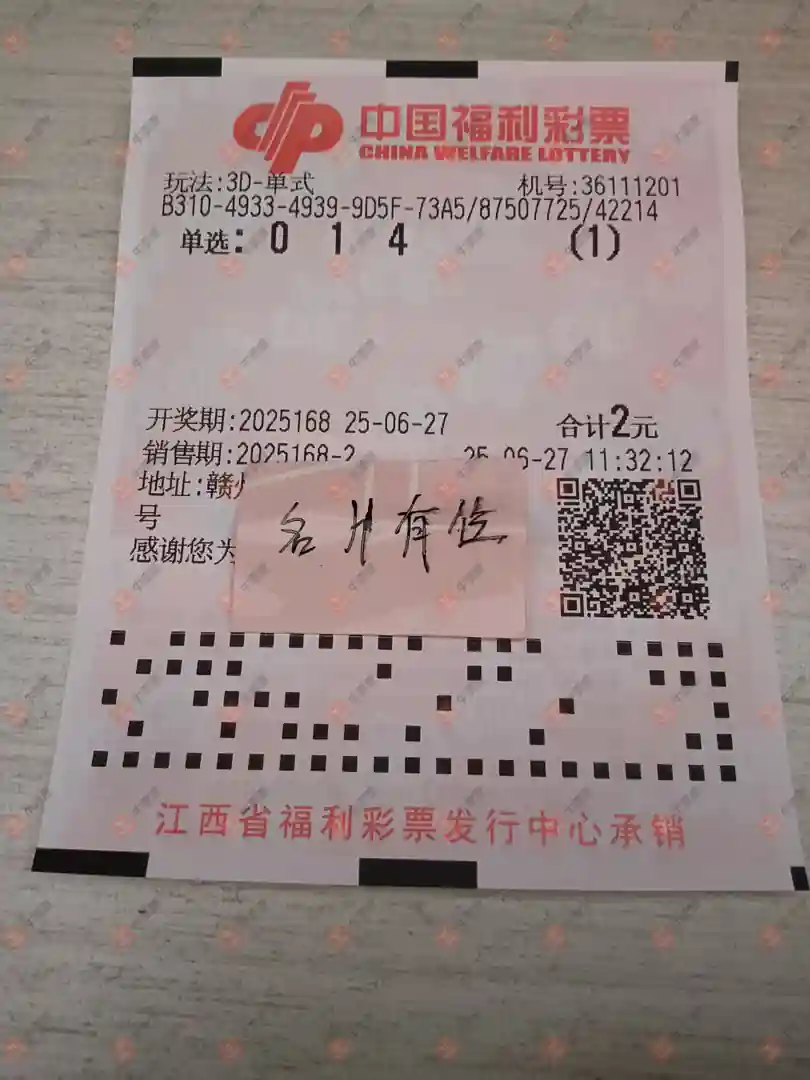 中国福利彩票
CHINA WELFARE LOTTERY
玩法:3D-单式 机号:36111201
B310-4933-4939-9D5F-73A5/87507725/42214
单选: 0 1 4 (1)
开奖期:2025168 25-06-27 合计2元
销售期:2025168-2 25-06-27 11:32:12
地址:赣州
号
感谢您为
名片有位
江西省福利彩票发行中心承销